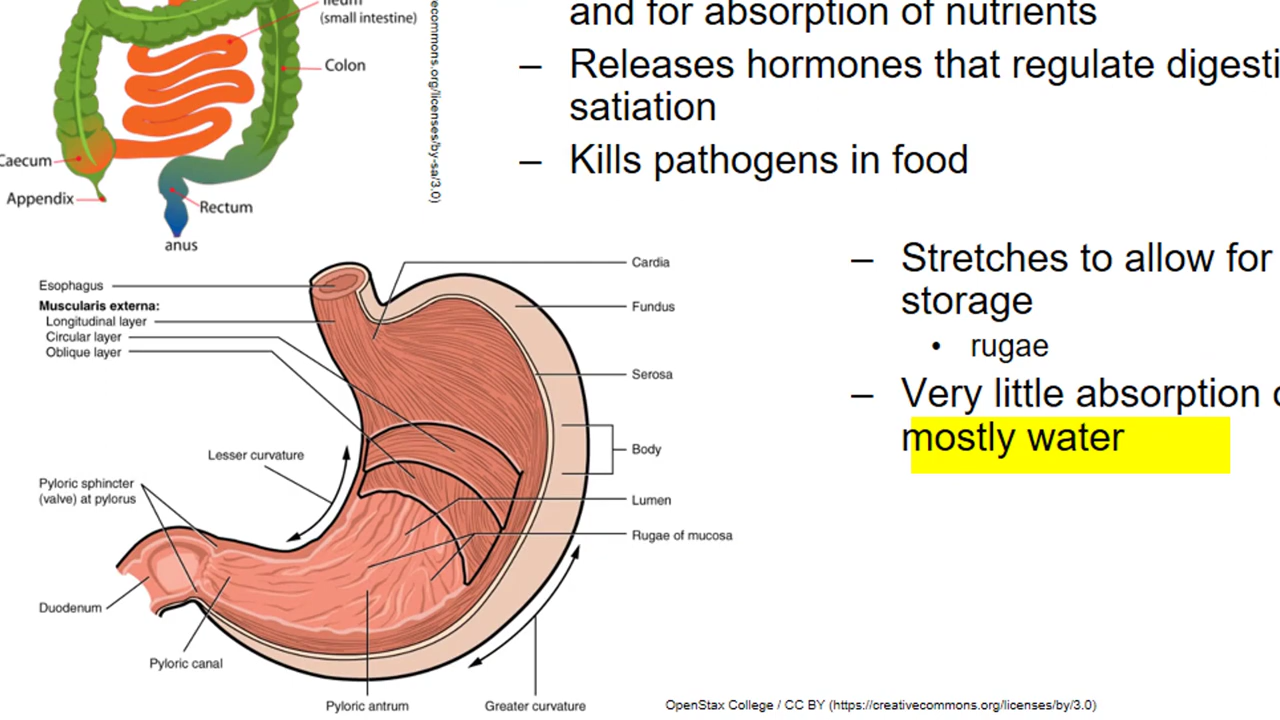 (small intestine)
Colon
Caecum
Appendix
Rectum
anus
ecommons.org/licenses/by-sa/3.0)
and for absorption of nutrients
– Releases hormones that regulate digesti
satiation
– Kills pathogens in food
– Stretches to allow for
storage
• rugae
– Very little absorption
mostly water
Esophagus
Muscularis externa:
Longitudinal layer
Circular layer
Oblique layer
Lesser curvature
Pyloric sphincter
(valve) at pylorus
Duodenum
Pyloric canal
Pyloric antrum
Greater curvature
Cardia
Fundus
Serosa
Body
Lumen
Rugae of mucosa
OpenStax College / CC BY (https://creativecommons.org/licenses/by/3.0)